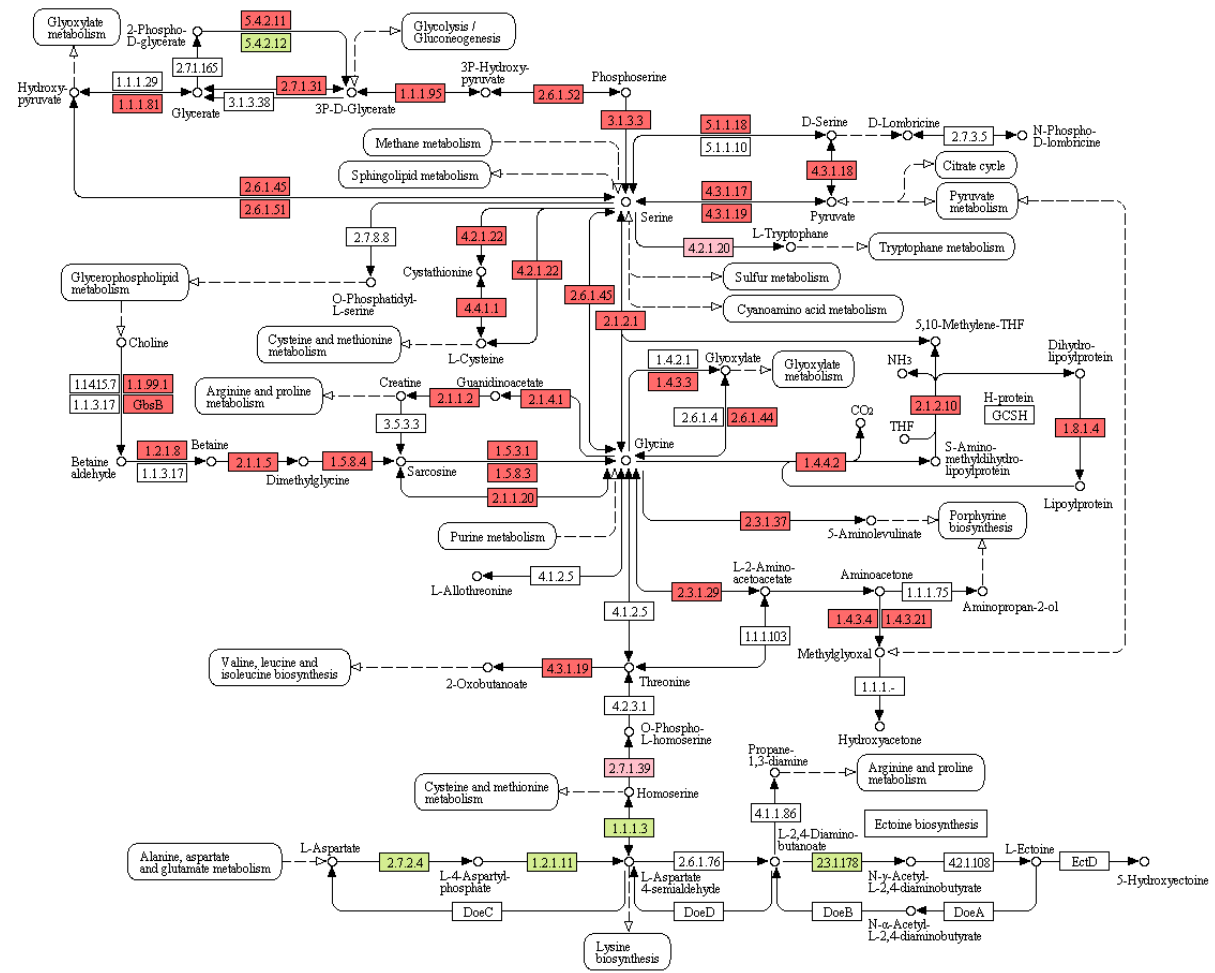 Glyoxylate
metabolism
2-Phospho-
D-glycerate
5.4.2.11
5.4.2.12
Glycolysis /
Gluconeogenesis
2.7.1.165
1.1.1.29
Hydroxy-
pyruvate
1.1.1.81
Glycerate
2.7.1.31
3.1.3.38
3P-D-Glycerate
1.1.1.95
3P-Hydroxy-
pyruvate
2.6.1.52
Phosphoserine
3.1.3.3
Methane metabolism
Sphingolipid metabolism
5.1.1.18
5.1.1.10
D-Serine
D-Lombricine
2.7.3.5
N-Phospho-
D-lombricine
4.3.1.18
Citrate cycle
2.6.1.45
2.6.1.51
Serine
4.3.1.17
4.3.1.19
Pyruvate
Pyruvate
metabolism
2.7.8.8
4.2.1.22
L-Tryptophane
4.2.1.20
Tryptophane metabolism
Cystathionine
4.2.1.22
Glycerophospholipid
metabolism
Sulfur metabolism
O-Phosphatidyl-
L-serine
4.4.1.1
2.6.1.45
Cyanoamino acid metabolism
2.1.2.1
5,10-Methylene-THF
Choline
Cysteine and methionine
metabolism
L-Cysteine
1.4.2.1
Glyoxylate
Glyoxylate
metabolism
NH3
Dihydro-
lipoylprotein
1.14.15.7
1.1.99.1
1.4.3.3
1.1.3.17
GbsB
Arginine and proline
metabolism
Creatine
2.1.1.2
Guanidinoacetate
2.1.4.1
2.6.1.4
2.6.1.44
CO2
2.1.2.10
H-protein
GCSH
3.5.3.3
THF
1.8.1.4
Betaine
aldehyde
1.2.1.8
1.1.3.17
Betaine
2.1.1.5
Dimethylglycine
1.5.8.4
Sarcosine
1.5.3.1
1.5.8.3
2.1.1.20
Glycine
1.4.4.2
S-Amino-
methyldihydro-
lipoylprotein
Lipoylprotein
Purine metabolism
2.3.1.37
5-Aminolevulinate
Porphyrine
biosynthesis
L-Allothreonine
4.1.2.5
4.1.2.5
2.3.1.29
L-2-Amino-
acetoacetate
Aminoacetone
1.1.1.75
Aminopropan-2-ol
1.1.1.103
1.4.3.4
1.4.3.21
Methylglyoxal
Valine, leucine and
isoleucine biosynthesis
2-Oxobutanoate
4.3.1.19
Threonine
1.1.1.-
4.2.3.1
Hydroxyacetone
O-Phospho-
L-homoserine
2.7.1.39
Propane-
1,3-diamine
Arginine and proline
metabolism
Cysteine and methionine
metabolism
Homoserine
4.1.1.86
Ectoine biosynthesis
1.1.1.3
Alanine, aspartate
and glutamate metabolism
L-Aspartate
2.7.2.4
L-4-Aspartyl-
phosphate
1.2.1.11
L-Aspartate
4-semialdehyde
2.6.1.76
L-2,4-Diamino-
butanoate
2.3.1.178
N-γ-Acetyl-
L-2,4-diaminobutyrate
4.2.1.108
L-Ectoine
EctD
5-Hydroxyectoine
DoeC
DoeD
DoeB
DoeA
N-α-Acetyl-
L-2,4-diaminobutyrate
Lysine
biosynthesis